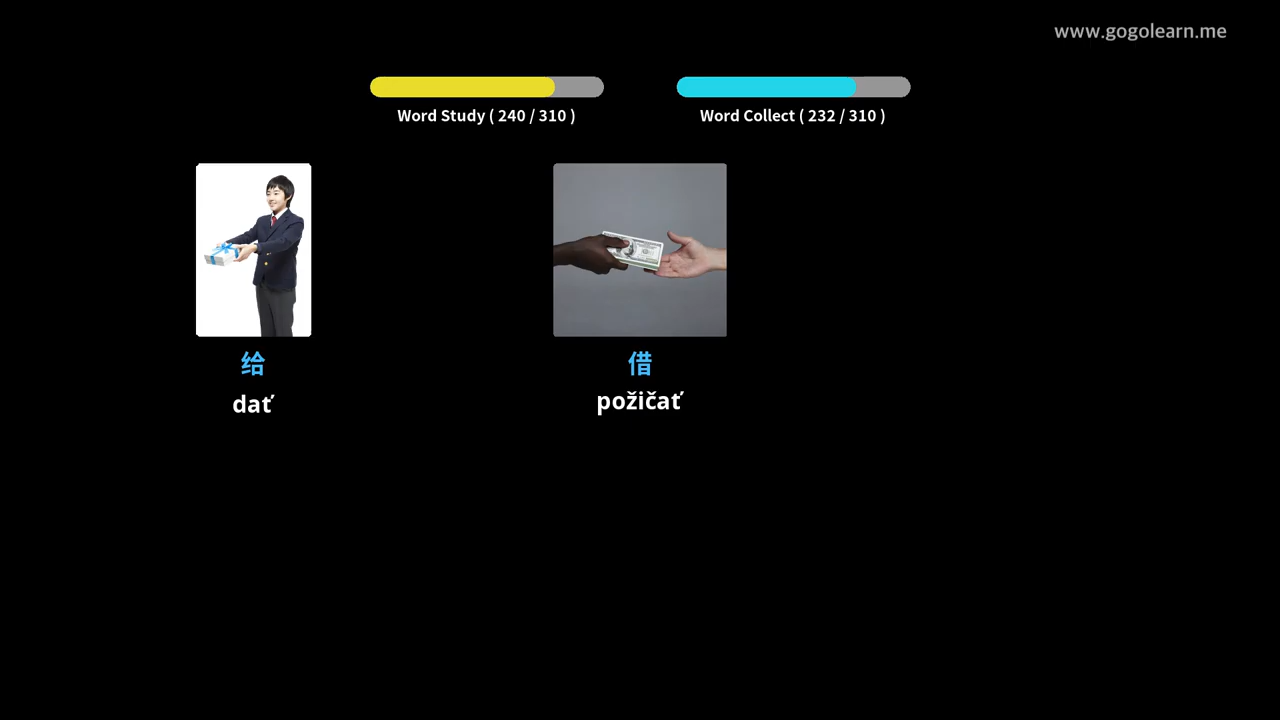 www.gogolearn.me
Word Study ( 240 / 310 )
Word Collect ( 232 / 310 )
给
借
dať
požičať